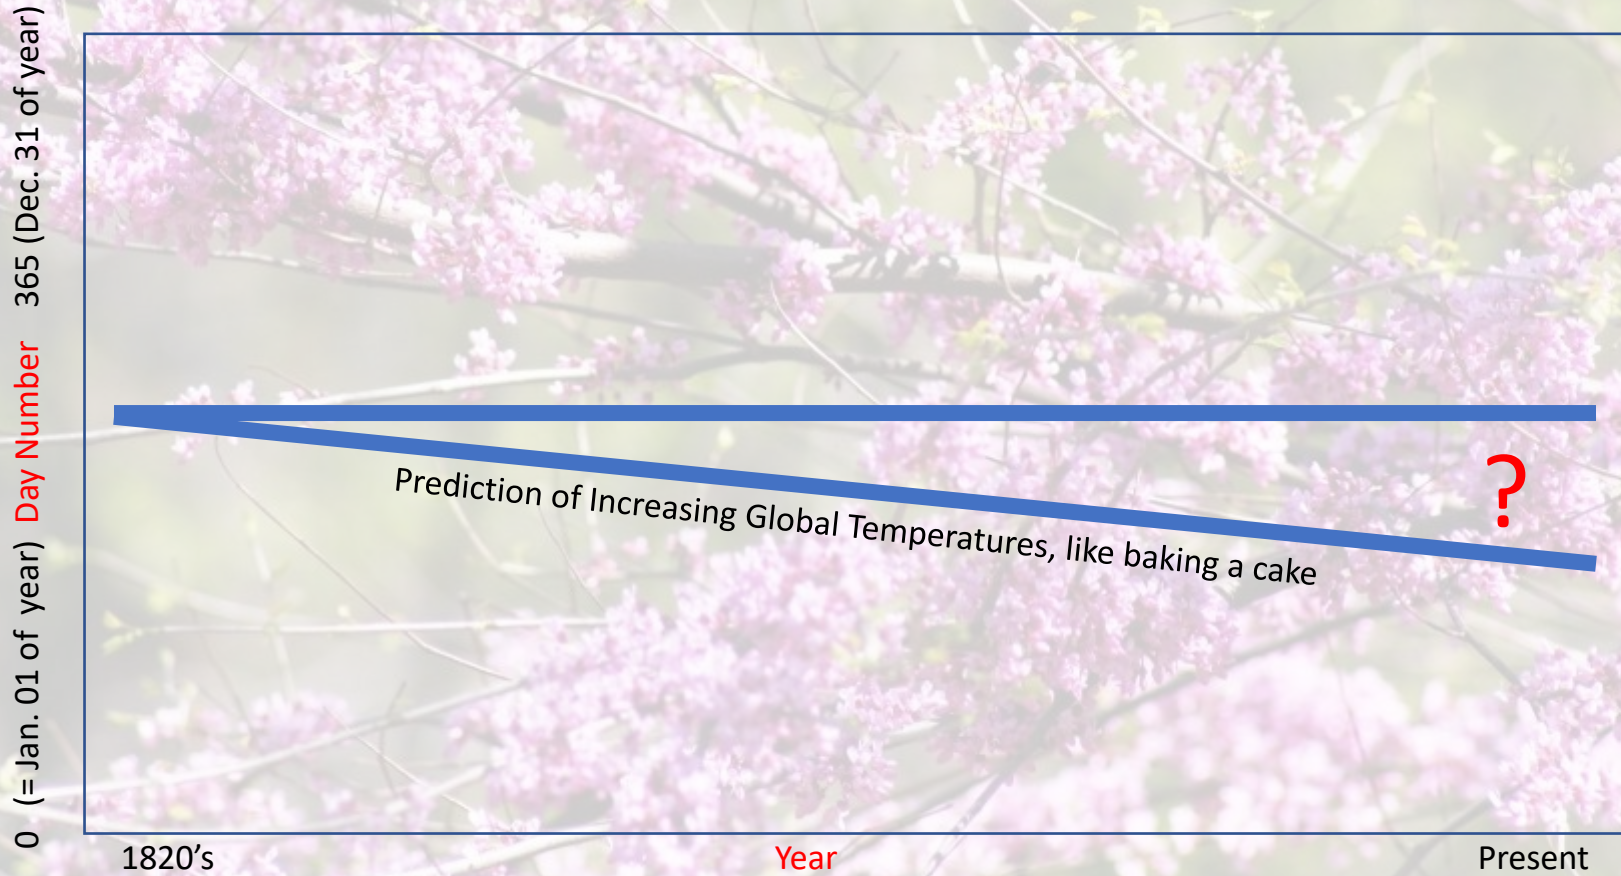 0 (= Jan. 01 of year) Day Number 365 (Dec. 31 of year)
Prediction of Increasing Global Temperatures, like baking a cake
?
1820’s Year Present